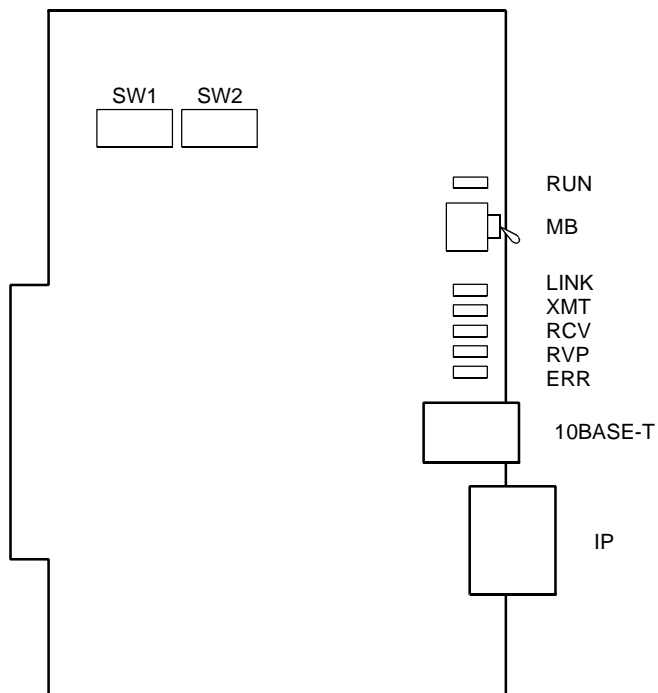 SW1 SW2
RUN
MB
LINK
XMT
RCV
RVP
ERR
10BASE-T
IP